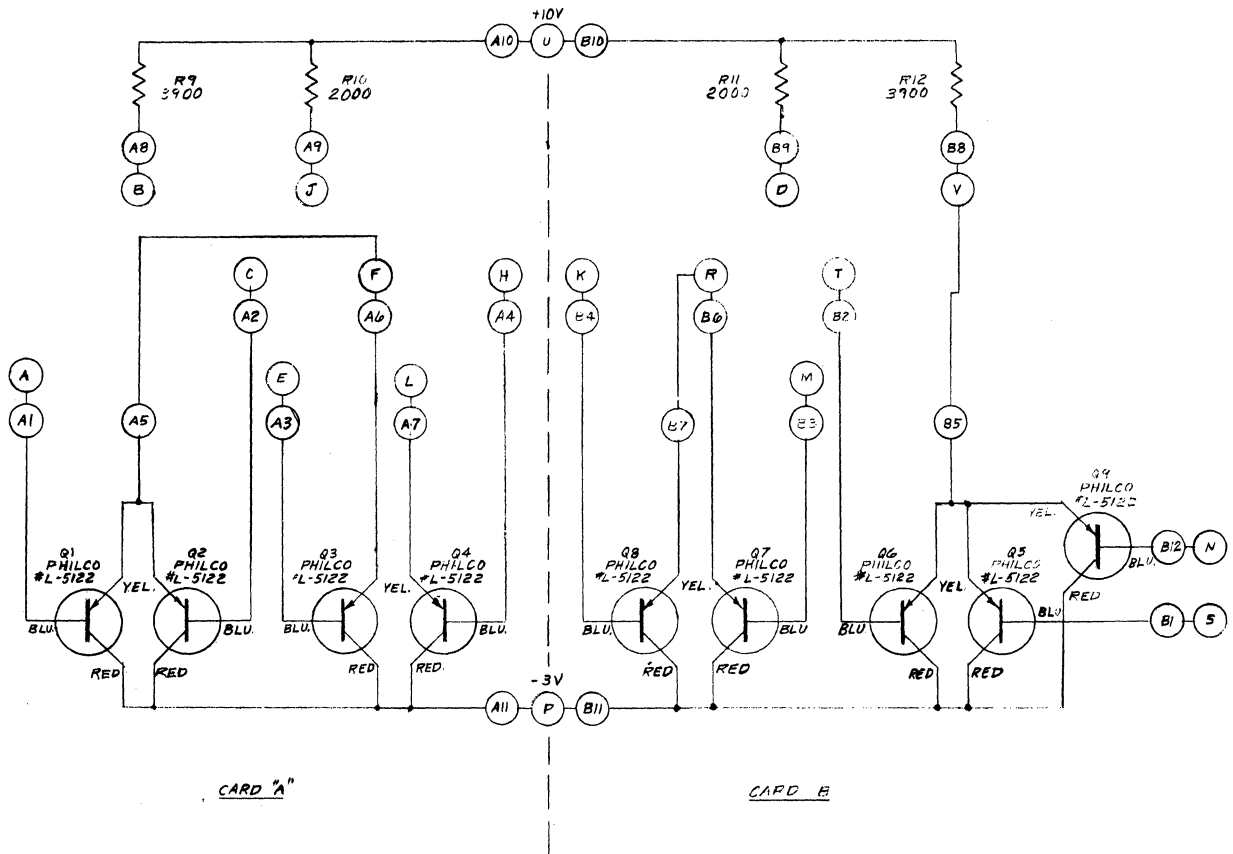 +10V
A10 U B10
R9
3900
R10
2000
R11
2000
R12
3900
A8
A9
B9
B8
B
J
D
V
C
F
H
K
R
T
A2
A6
A4
B4
B6
B2
A
E
L
M
A1
A5
A3
A7
B7
B3
B5
Q9
PHILCO
#L-5122
YEL.
B12 N
BLU.
RED
Q1
PHILCO
#L-5122
Q2
PHILCO
#L-5122
YEL.
BLU.
BLU.
RED
RED
Q3
PHILCO
#L-5122
Q4
PHILCO
#L-5122
YEL.
BLU.
BLU.
RED
RED.
Q8
PHILCO
#L-5122
Q7
PHILCO
#L-5122
YEL.
BLU.
BLU
RED
RED
Q6
PHILCO
#L-5122
Q5
PHILCO
#L-5122
YEL.
BLU
BLU
RED
RED
B1 S
-3V
A11 P B11
CARD "A"
CARD B